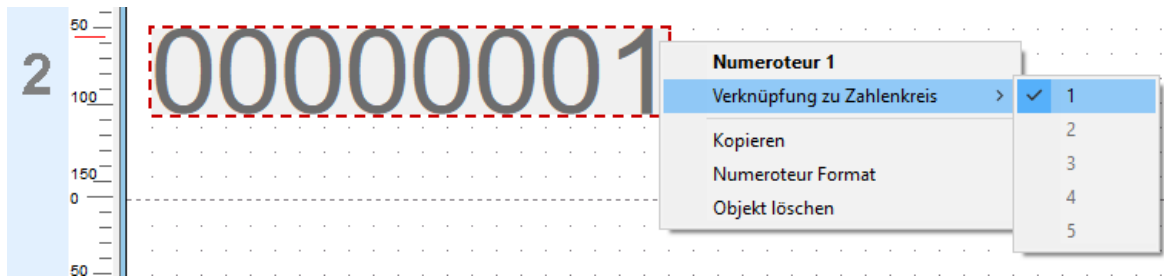 2
50
100
150
0
50
00000001
Numeroteur 1
Verknüpfung zu Zahlenkreis >
Kopieren
Numeroteur Format
Objekt löschen
✓ 1
2
3
4
5